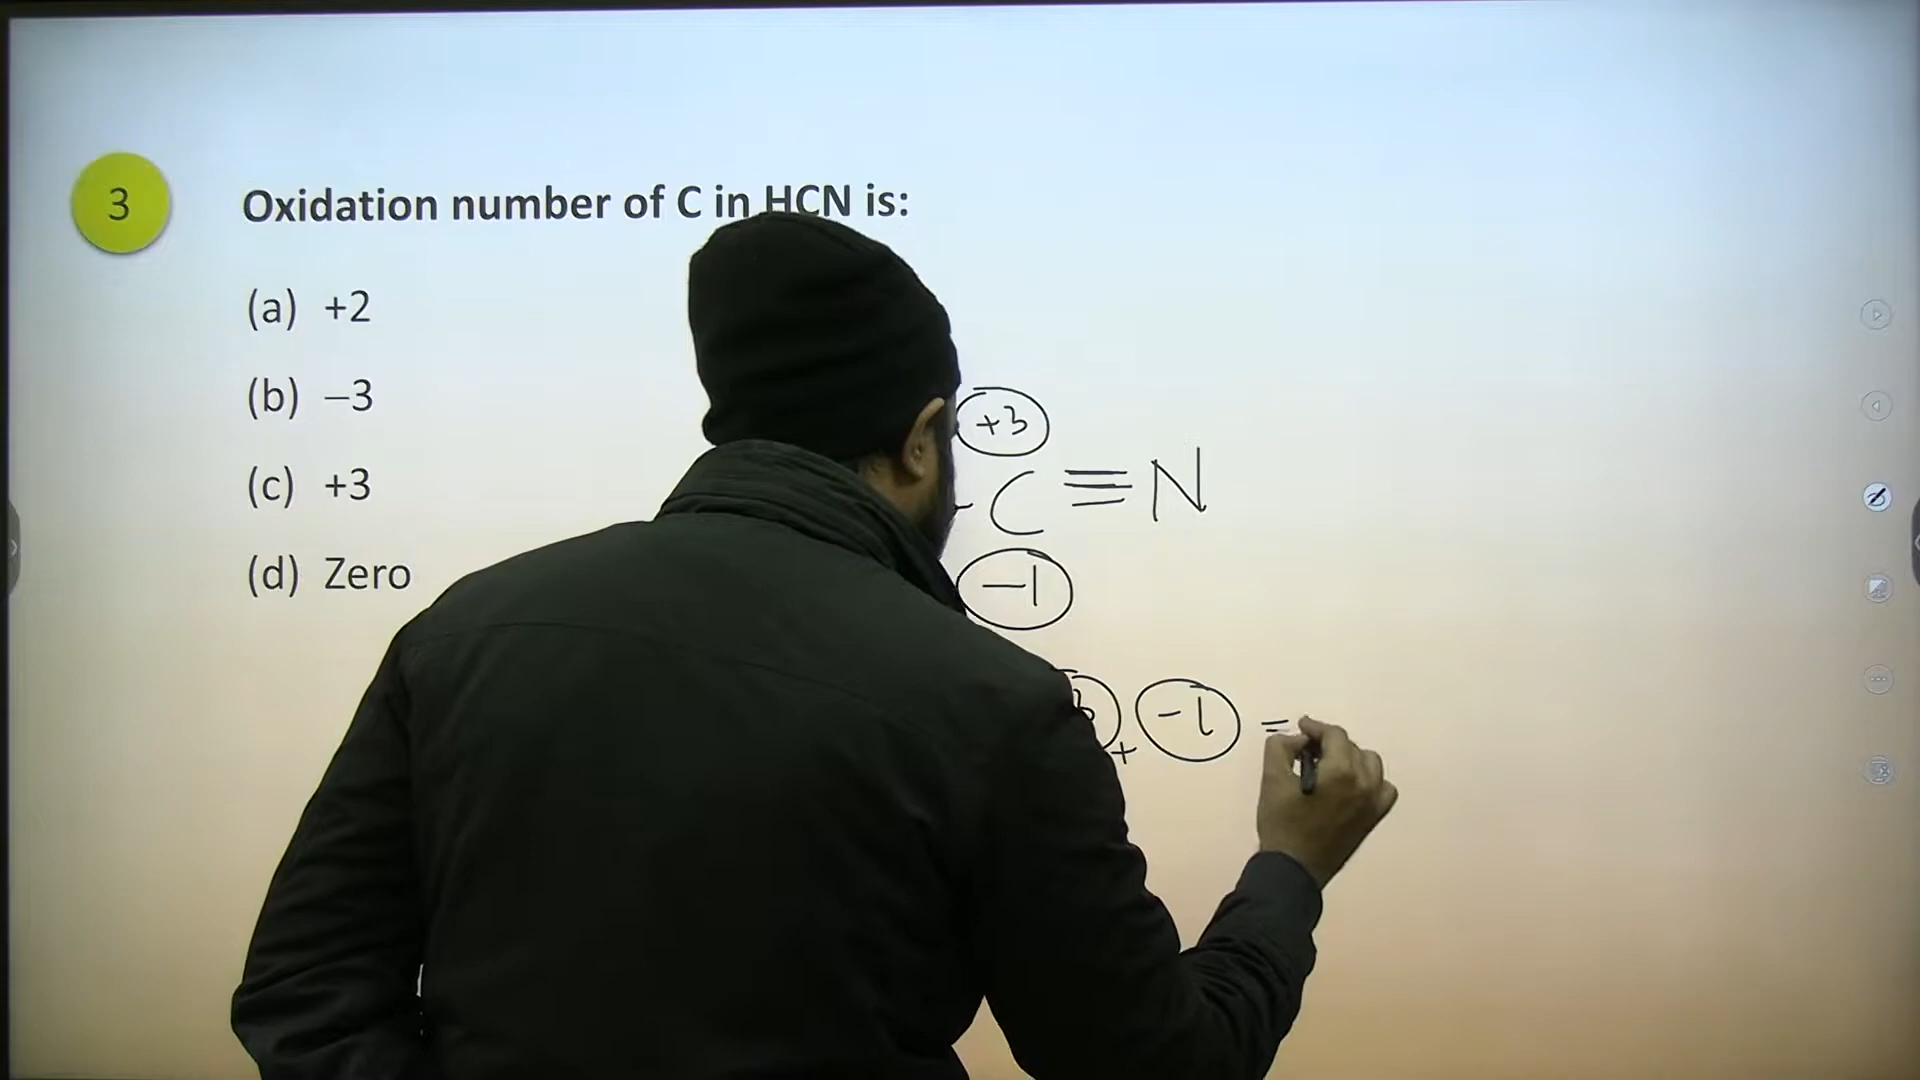 3 Oxidation number of C in HCN is:
(a) +2
(b) –3
(c) +3
(d) Zero
+3
-C≡N
−1
+ −1 =